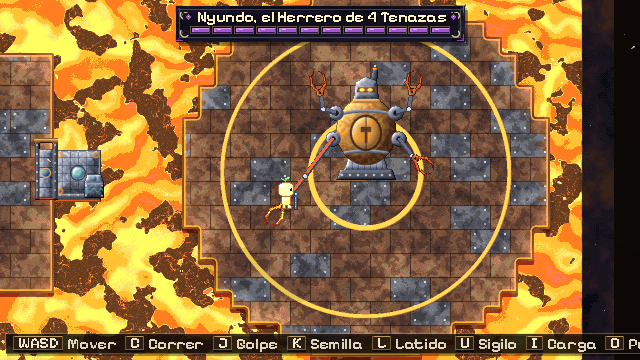 Nyundo, el Herrero de 4 Tenazas
WASD Mover C Correr J Golpe K Semilla L Latido U Sigilo I Carga O